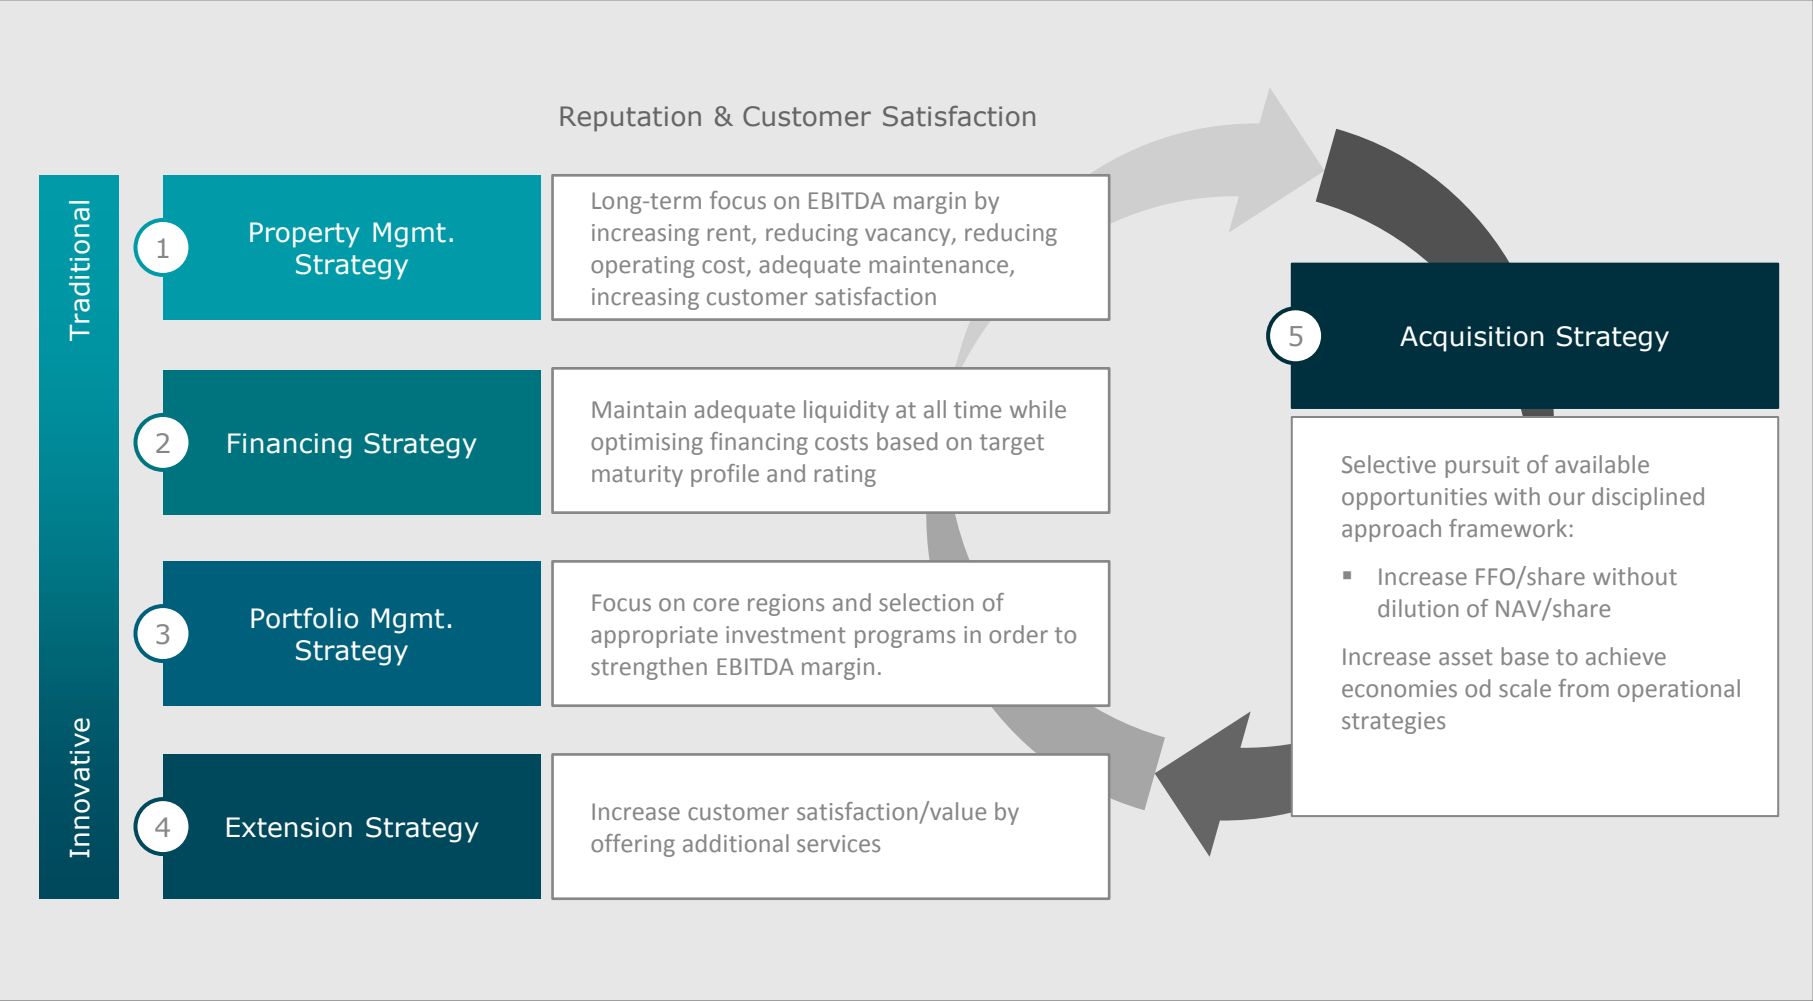 Reputation & Customer Satisfaction
Traditional
Innovative
1
Property Mgmt.
Strategy
Long-term focus on EBITDA margin by
increasing rent, reducing vacancy, reducing
operating cost, adequate maintenance,
increasing customer satisfaction
2
Financing Strategy
Maintain adequate liquidity at all time while
optimising financing costs based on target
maturity profile and rating
3
Portfolio Mgmt.
Strategy
Focus on core regions and selection of
appropriate investment programs in order to
strengthen EBITDA margin.
4
Extension Strategy
Increase customer satisfaction/value by
offering additional services
5
Acquisition Strategy
Selective pursuit of available
opportunities with our disciplined
approach framework:
▪ Increase FFO/share without
dilution of NAV/share
Increase asset base to achieve
economies od scale from operational
strategies